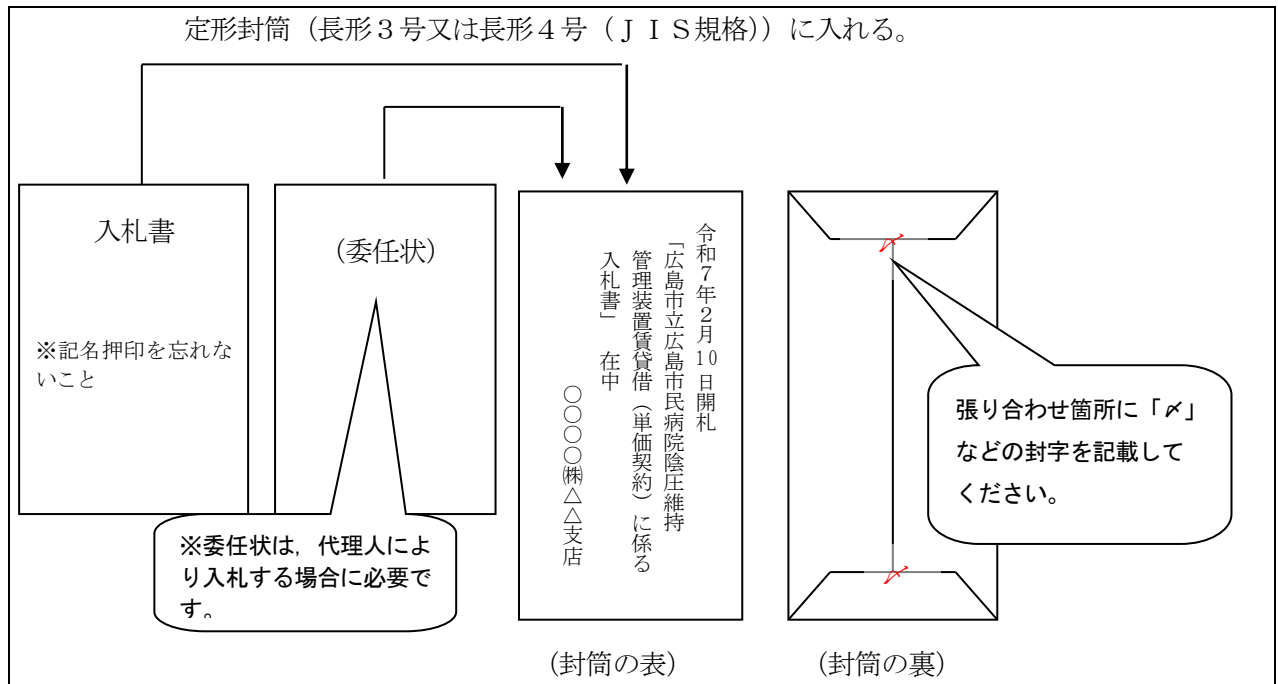 定形封筒（長形３号又は長形４号（ＪＩＳ規格））に入れる。
入札書
※記名押印を忘れな
いこと
(委任状)
※委任状は，代理人によ
り入札する場合に必要で
す。
令和７年２月10日開札
「広島市立広島市民病院陰圧維持
管理装置賃貸借（単価契約）に係る
入札書」　在中
○○○○㈱△△支店
〆
張り合わせ箇所に「〆」
などの封字を記載して
ください。
〆
(封筒の表)
(封筒の裏)